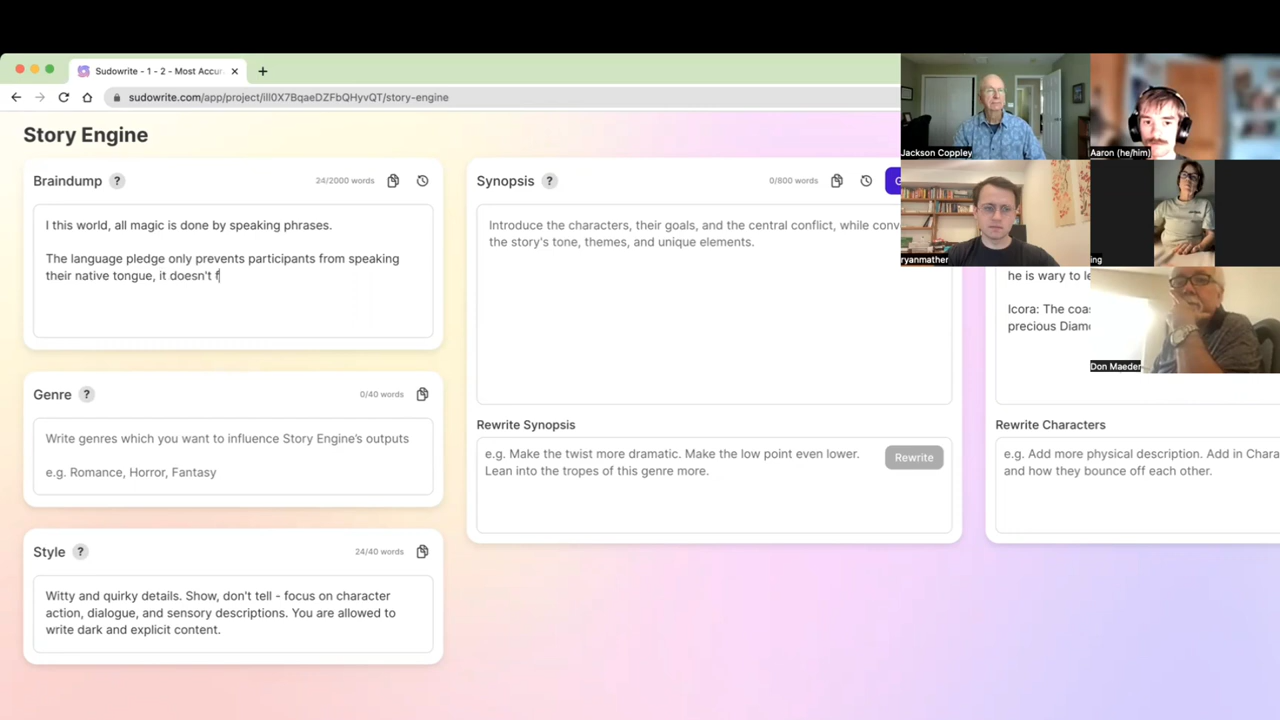 Sudowrite - 1 - 2 - Most Accur
sudowrite.com/app/project/ilI0X7BqaeDZFbQHyvQT/story-engine
Story Engine
Braindump ? 24/2000 words
I this world, all magic is done by speaking phrases.
The language pledge only prevents participants from speaking
their native tongue, it doesn't f
Genre ? 0/40 words
Write genres which you want to influence Story Engine's outputs
e.g. Romance, Horror, Fantasy
Style ? 24/40 words
Witty and quirky details. Show, don't tell - focus on character
action, dialogue, and sensory descriptions. You are allowed to
write dark and explicit content.
Synopsis ? 0/800 words
Introduce the characters, their goals, and the central conflict, while conv
the story's tone, themes, and unique elements.
Rewrite Synopsis
e.g. Make the twist more dramatic. Make the low point even lower.
Lean into the tropes of this genre more.
Rewrite
he is wary to le
Icora: The coa
precious Diam
Rewrite Characters
e.g. Add more physical description. Add in Chara
and how they bounce off each other.
Jackson Coppley
Aaron (he/him)
ryanmather
ing
Don Maeder